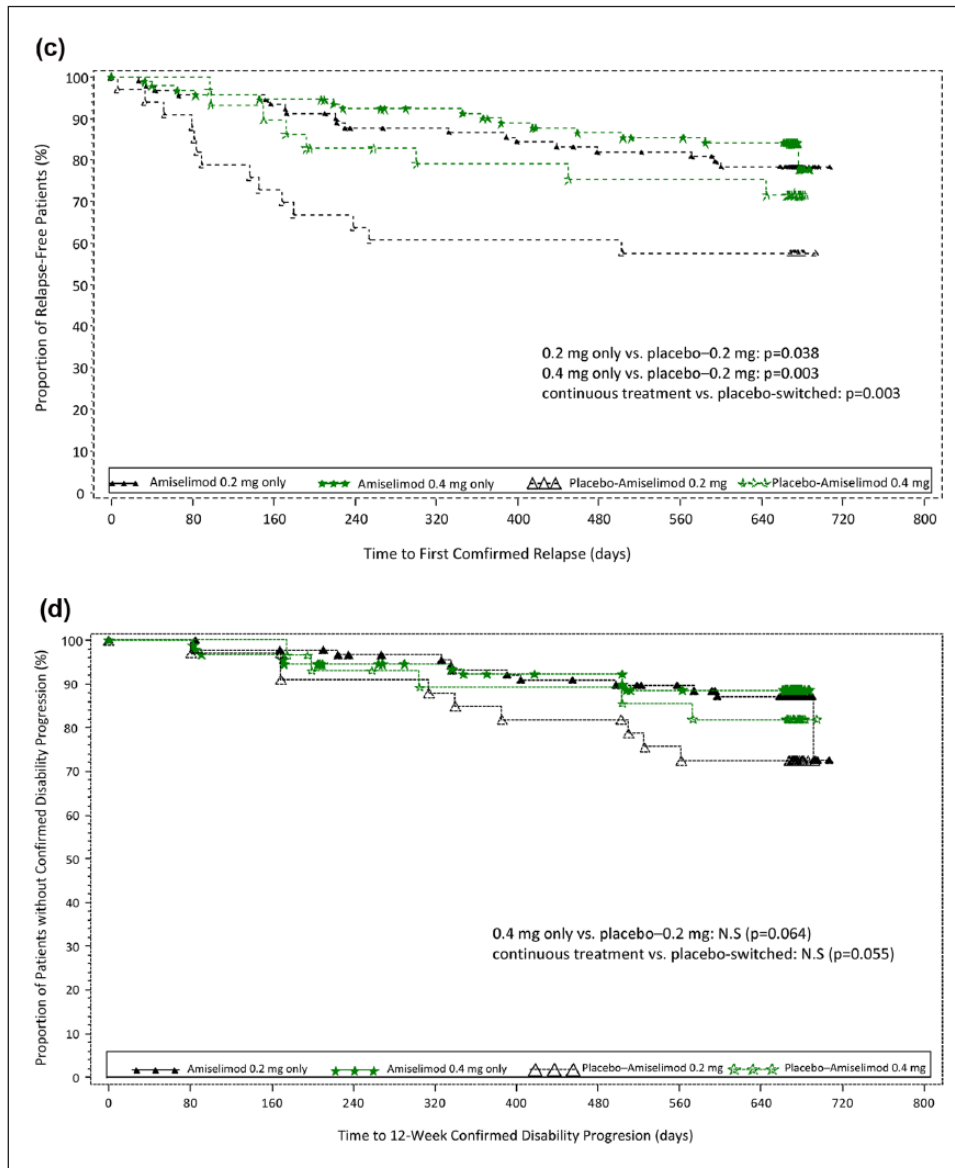 (c)
Proportion of Relapse-Free Patients (%)
100
90
80
70
60
50
40
30
20
10
0
0.2 mg only vs. placebo–0.2 mg: p=0.038
0.4 mg only vs. placebo–0.2 mg: p=0.003
continuous treatment vs. placebo-switched: p=0.003
Amiselimod 0.2 mg only Amiselimod 0.4 mg only Placebo-Amiselimod 0.2 mg Placebo-Amiselimod 0.4 mg
0 80 160 240 320 400 480 560 640 720 800
Time to First Comfirmed Relapse (days)
(d)
Proportion of Patients without Confirmed Disability Progression (%)
100
90
80
70
60
50
40
30
20
10
0
0.4 mg only vs. placebo–0.2 mg: N.S (p=0.064)
continuous treatment vs. placebo-switched: N.S (p=0.055)
Amiselimod 0.2 mg only Amiselimod 0.4 mg only Placebo–Amiselimod 0.2 mg Placebo–Amiselimod 0.4 mg
0 80 160 240 320 400 480 560 640 720 800
Time to 12-Week Confirmed Disability Progresion (days)